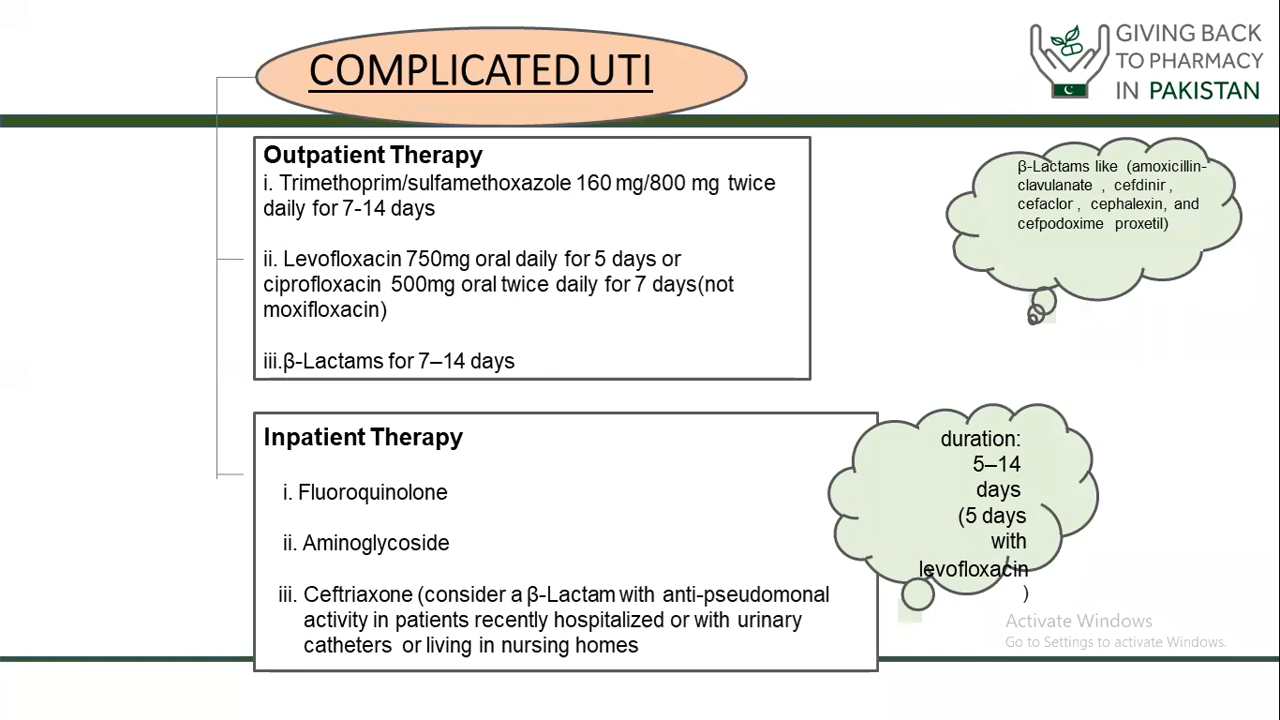 COMPLICATED UTI
GIVING BACK
TO PHARMACY
IN PAKISTAN
Outpatient Therapy
i. Trimethoprim/sulfamethoxazole 160 mg/800 mg twice
daily for 7-14 days
ii. Levofloxacin 750mg oral daily for 5 days or
ciprofloxacin 500mg oral twice daily for 7 days(not
moxifloxacin)
iii.β-Lactams for 7–14 days
β-Lactams like (amoxicillin-
clavulanate , cefdinir ,
cefaclor , cephalexin, and
cefpodoxime proxetil)
Inpatient Therapy
i. Fluoroquinolone
ii. Aminoglycoside
iii. Ceftriaxone (consider a β-Lactam with anti-pseudomonal
activity in patients recently hospitalized or with urinary
catheters or living in nursing homes
duration:
5–14
days
(5 days
with
levofloxacin
)
Activate Windows
Go to Settings to activate Windows.